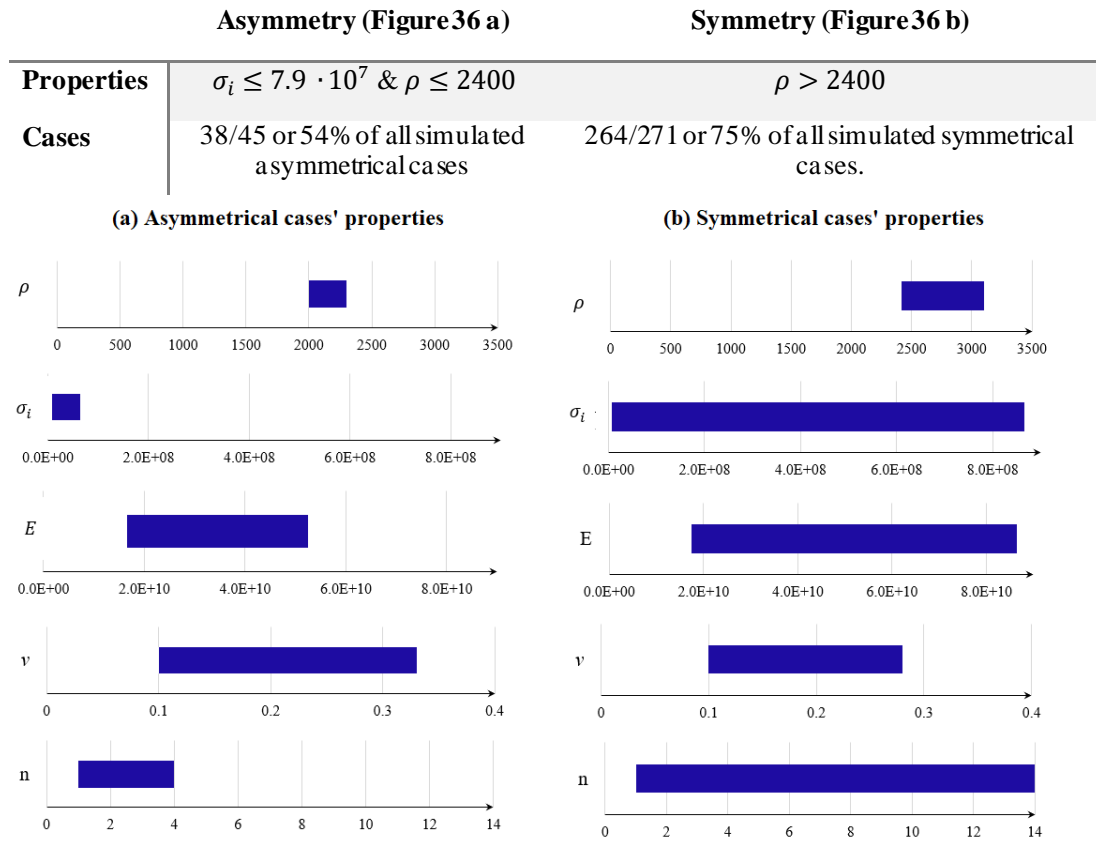 Asymmetry (Figure 36 a) Symmetry (Figure 36 b)
Properties σᵢ ≤ 7.9 · 10⁷ & ρ ≤ 2400 ρ > 2400
Cases 38/45 or 54% of all simulated asymmetrical cases 264/271 or 75% of all simulated symmetrical cases.
(a) Asymmetrical cases' properties
ρ
0 500 1000 1500 2000 2500 3000 3500
σᵢ
0.0E+00 2.0E+08 4.0E+08 6.0E+08 8.0E+08
E
0.0E+00 2.0E+10 4.0E+10 6.0E+10 8.0E+10
v
0 0.1 0.2 0.3 0.4
n
0 2 4 6 8 10 12 14
(b) Symmetrical cases' properties
ρ
0 500 1000 1500 2000 2500 3000 3500
σᵢ
0.0E+00 2.0E+08 4.0E+08 6.0E+08 8.0E+08
E
0.0E+00 2.0E+10 4.0E+10 6.0E+10 8.0E+10
v
0 0.1 0.2 0.3 0.4
n
0 2 4 6 8 10 12 14